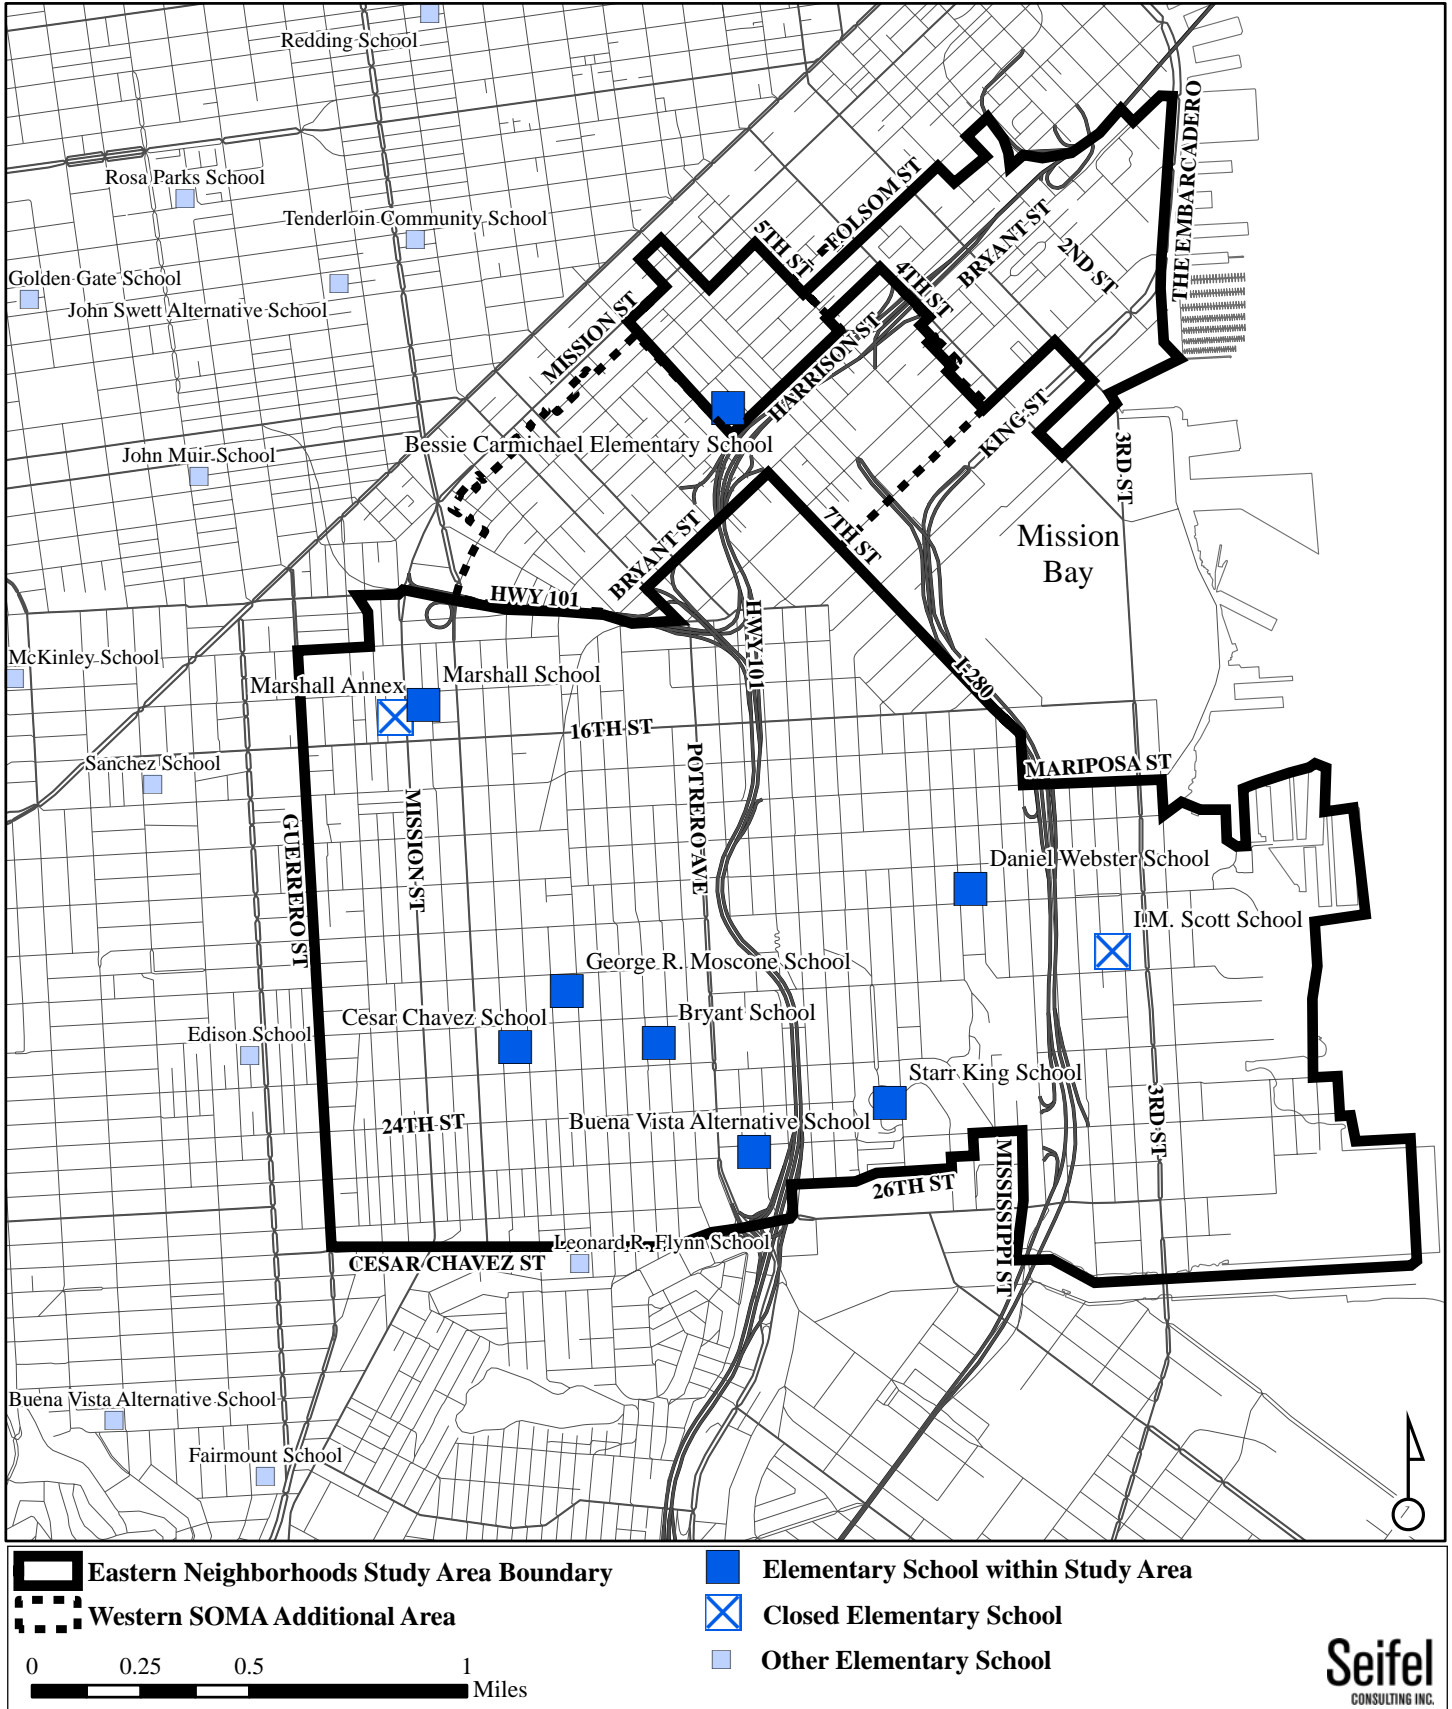 Redding School
Rosa Parks School
Tenderloin Community School
Golden Gate School
John Swett Alternative School
THE EMBARCADERO
FOLSOM ST
5TH ST
BRYANT ST
2ND ST
4TH ST
MISSION ST
HARRISON ST
KING ST
Bessie Carmichael Elementary School
John Muir School
3RD ST
7TH ST
BRYANT ST
Mission
Bay
HWY 101
HWY 101
McKinley School
Marshall School
Marshall Annex
I-280
16TH ST
Sanchez School
MARIPOSA ST
POTRERO AVE
MISSION ST
GUERRERO ST
Daniel Webster School
I.M. Scott School
George R. Moscone School
Cesar Chavez School
Bryant School
Edison School
Starr King School
24TH ST
Buena Vista Alternative School
3RD ST
26TH ST
MISSISSIPPI ST
Leonard R. Flynn School
CESAR CHAVEZ ST
Buena Vista Alternative School
Fairmount School
Eastern Neighborhoods Study Area Boundary
Western SOMA Additional Area
0 0.25 0.5 1
Miles
Elementary School within Study Area
Closed Elementary School
Other Elementary School
Seifel
CONSULTING INC.